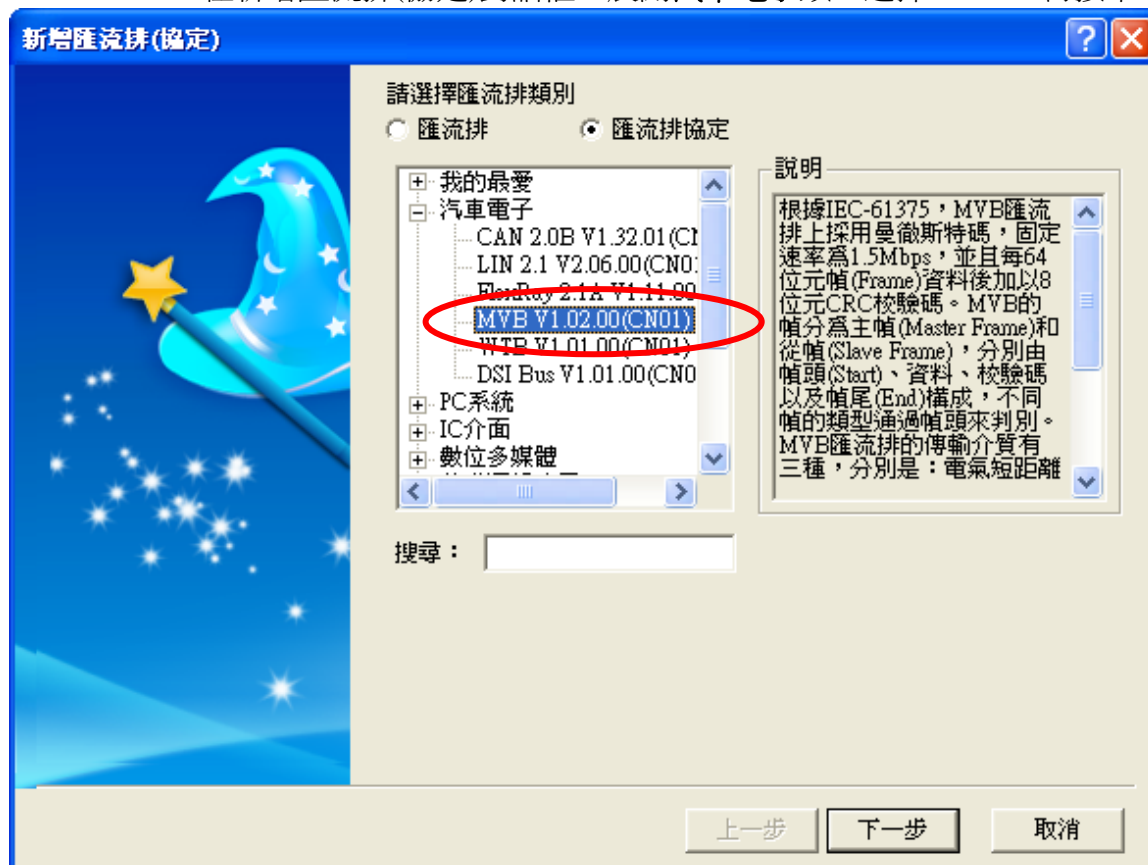 新增匯流排(協定)
請選擇匯流排類別
匯流排
匯流排協定
我的最愛
汽車電子
CAN 2.0B V1.32.01(CN
LIN 2.1 V2.06.00(CN0
FlexRay 2.1A V1.11.00
MVB V1.02.00(CN01)
WTB V1.01.00(CN01)
DSI Bus V1.01.00(CN0
PC系統
IC介面
數位多媒體
搜尋：
說明
根據IEC-61375，MVB匯流
排上採用曼徹斯特碼，固定
速率為1.5Mbps，並且每64
位元幀(Frame)資料後加以8
位元CRC校驗碼。MVB的
幀分為主幀(Master Frame)和
從幀(Slave Frame)，分別由
幀頭(Start)、資料、校驗碼
以及幀尾(End)構成，不同
幀的類型通過幀頭來判別。
MVB匯流排的傳輸介質有
三種，分別是：電氣短距離
上一步
下一步
取消